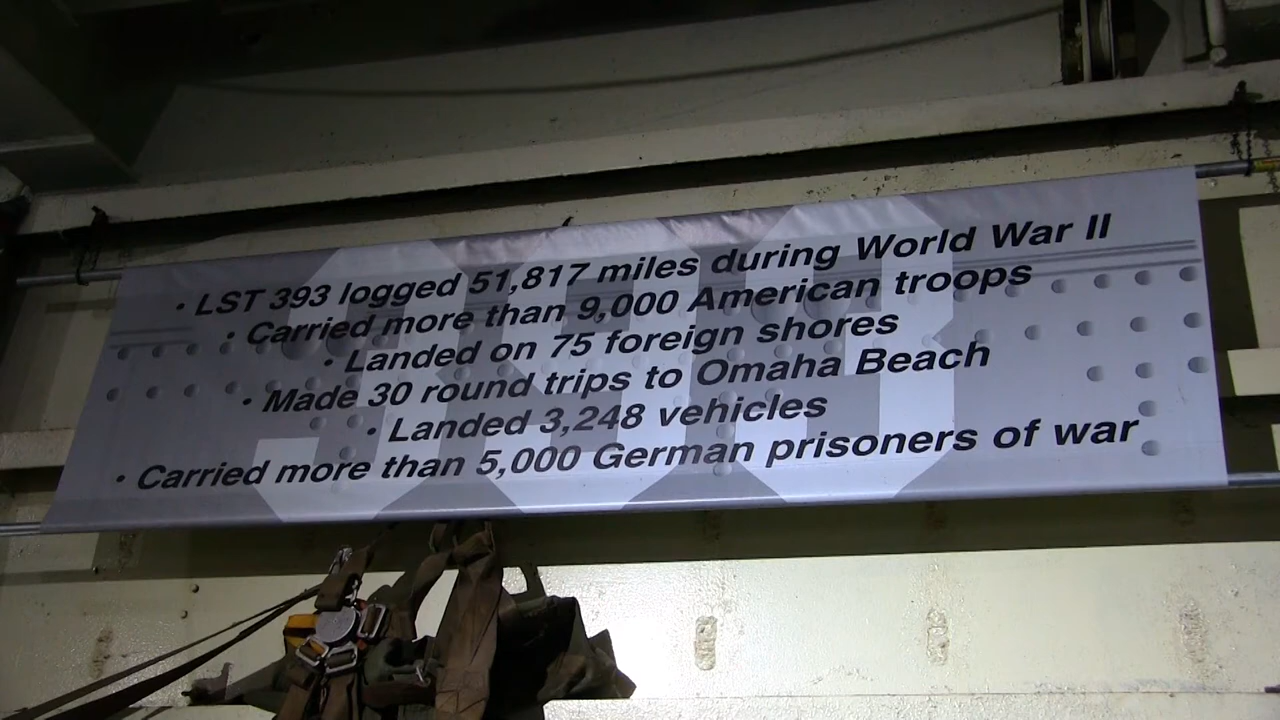 393
• LST 393 logged 51,817 miles during World War II
• Carried more than 9,000 American troops
• Landed on 75 foreign shores
• Made 30 round trips to Omaha Beach
• Landed 3,248 vehicles
• Carried more than 5,000 German prisoners of war